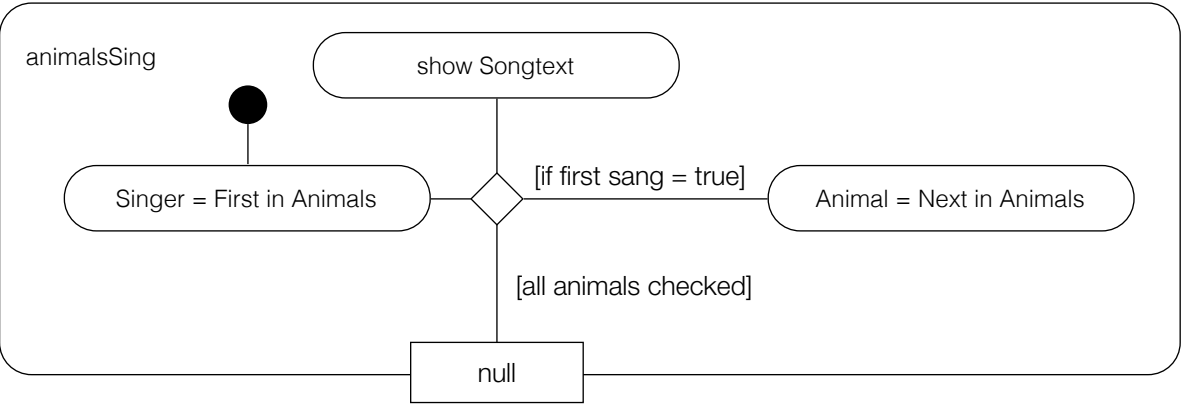 animalsSing
show Songtext
Singer = First in Animals
[if first sang = true]
Animal = Next in Animals
[all animals checked]
null